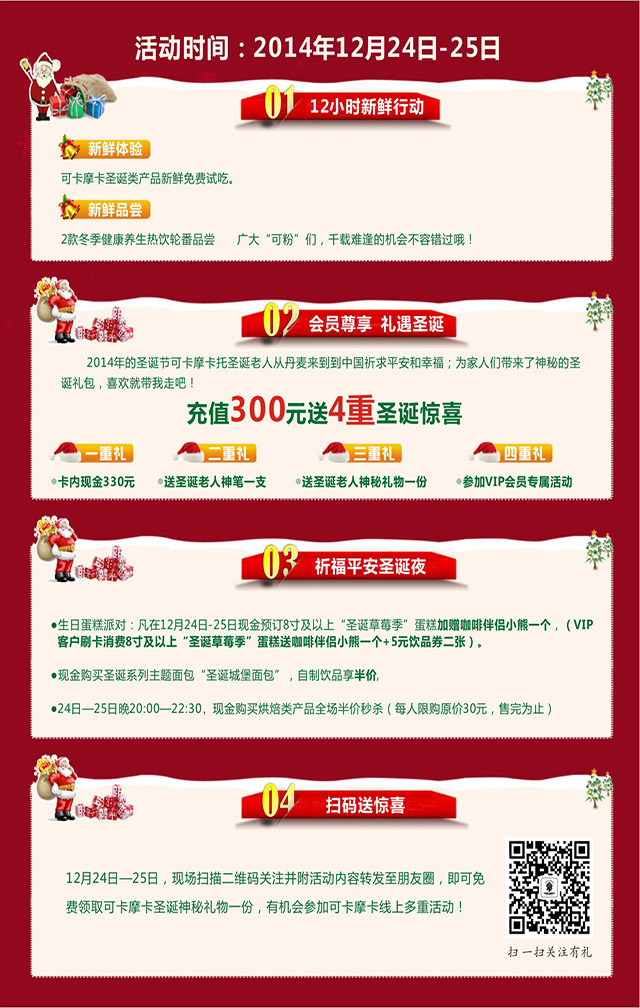 活动时间：2014年12月24日-25日
01 12小时新鲜行动
新鲜体验
可卡摩卡圣诞类产品新鲜免费试吃。
新鲜品尝
2款冬季健康养生热饮轮番品尝 广大“可粉”们，千载难逢的机会不容错过哦！
02 会员尊享 礼遇圣诞
2014年的圣诞节可卡摩卡托圣诞老人从丹麦来到到中国祈求平安和幸福；为家人们带来了神秘的圣
诞礼包，喜欢就带我走吧！
充值300元送4重圣诞惊喜
一重礼 二重礼 三重礼 四重礼
卡内现金330元 送圣诞老人神笔一支 送圣诞老人神秘礼物一份 参加VIP会员专属活动
03 祈福平安圣诞夜
●生日蛋糕派对：凡在12月24日-25日现金预订8寸及以上“圣诞草莓季”蛋糕加赠咖啡伴侣小熊一个，（VIP
客户刷卡消费8寸及以上“圣诞草莓季”蛋糕送咖啡伴侣小熊一个+5元饮品券二张）。
●现金购买圣诞系列主题面包“圣诞城堡面包”，自制饮品享半价,
●24日—25日晚20:00—22:30、现金购买烘焙类产品全场半价秒杀（每人限购原价30元，售完为止）
04 扫码送惊喜
12月24日—25日，现场扫描二维码关注并附活动内容转发至朋友圈，即可免
费领取可卡摩卡圣诞神秘礼物一份，有机会参加可卡摩卡线上多重活动！
扫一扫关注有礼